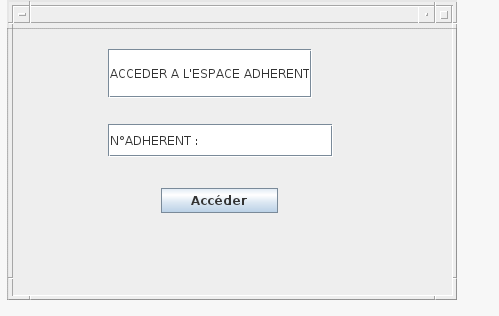 ACCEDER A L'ESPACE ADHERENT
N°ADHERENT :
Accéder